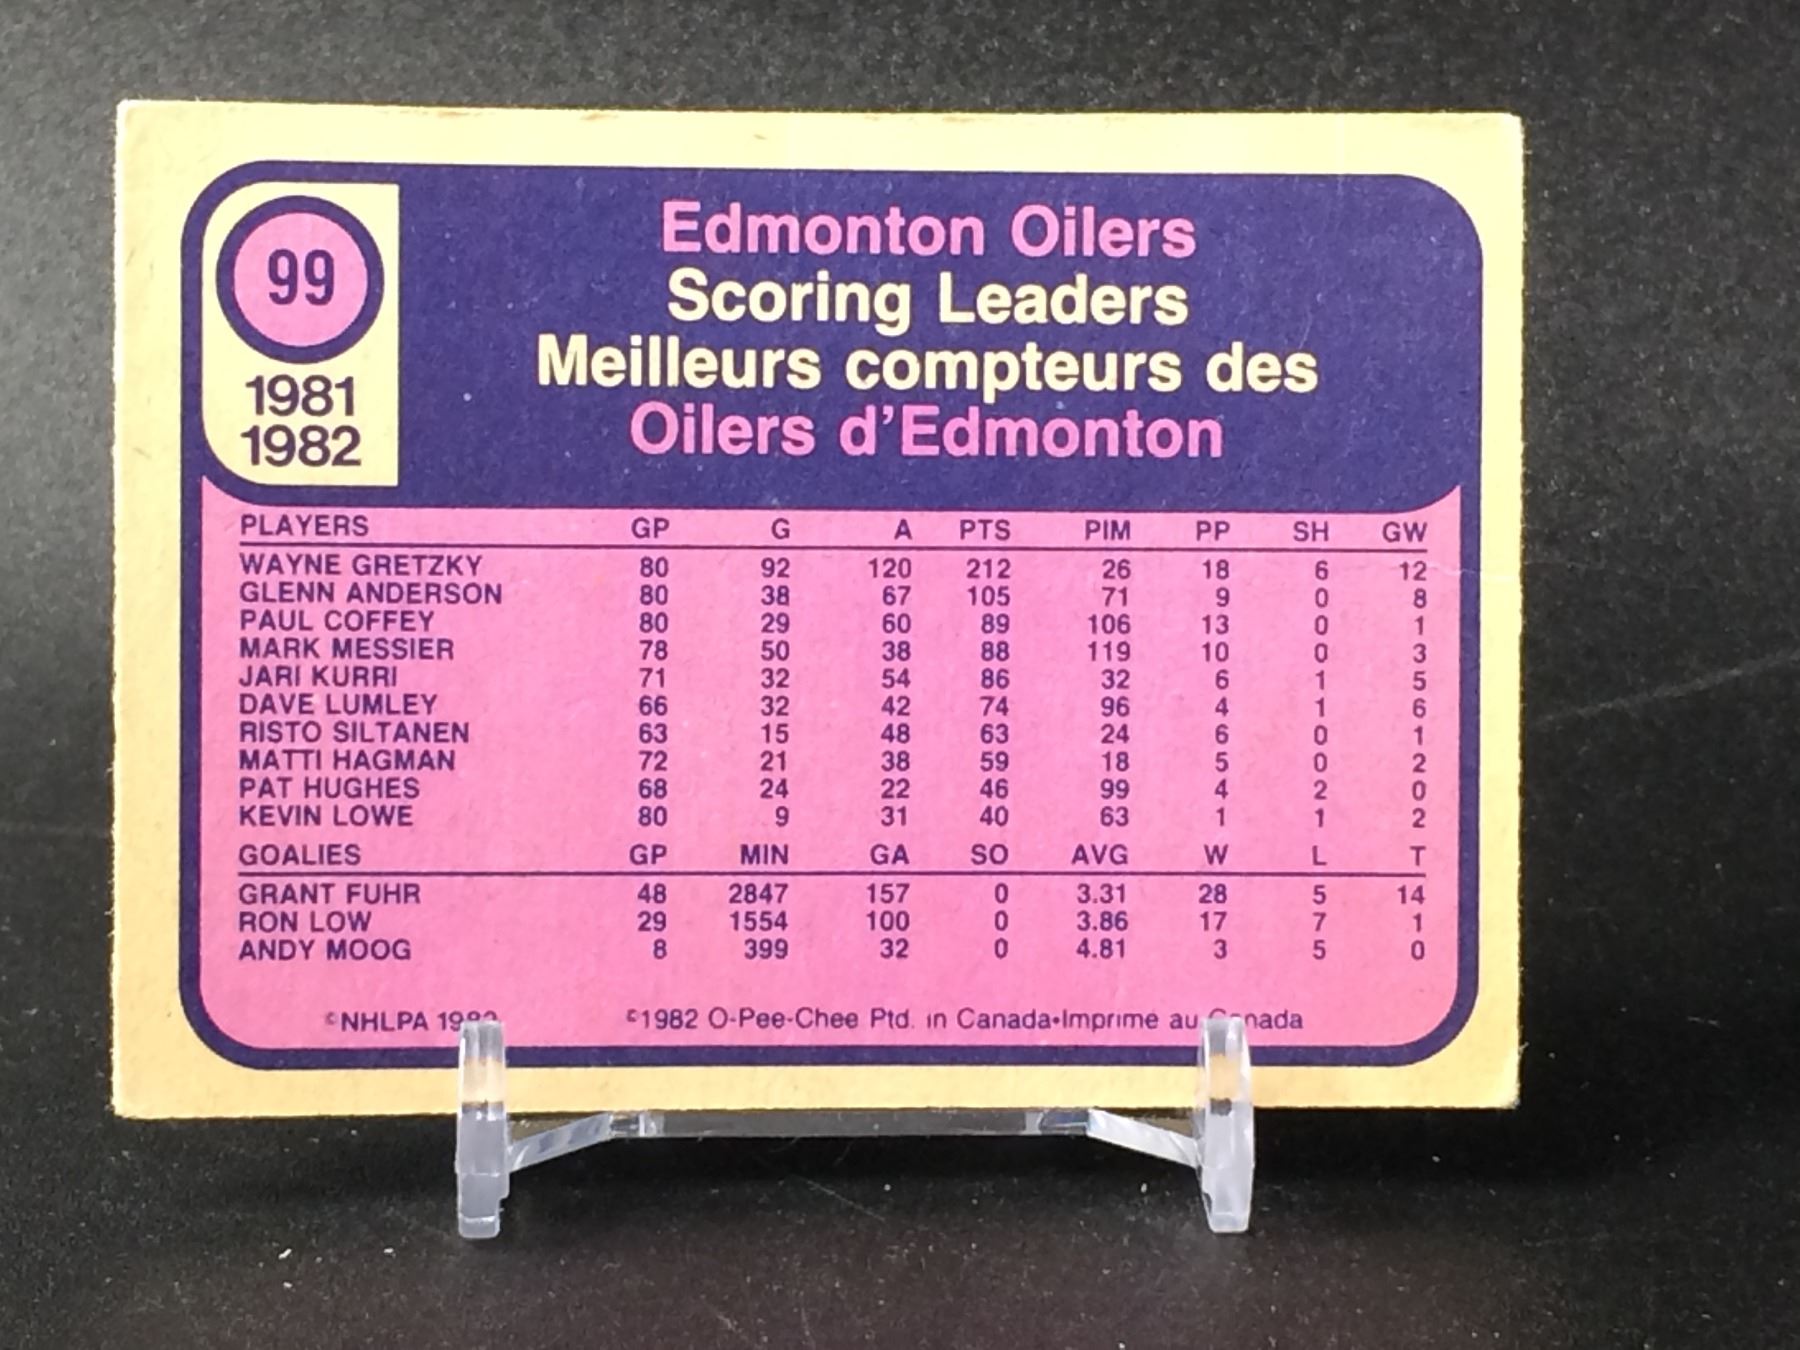 99
1981
1982
Edmonton Oilers
Scoring Leaders
Meilleurs compteurs des
Oilers d'Edmonton
PLAYERS GP G A PTS PIM PP SH GW
WAYNE GRETZKY 80 92 120 212 26 18 6 12
GLENN ANDERSON 80 38 67 105 71 9 0 8
PAUL COFFEY 80 29 60 89 106 13 0 1
MARK MESSIER 78 50 38 88 119 10 0 3
JARI KURRI 71 32 54 86 32 6 1 5
DAVE LUMLEY 66 32 42 74 96 4 1 6
RISTO SILTANEN 63 15 48 63 24 6 0 1
MATTI HAGMAN 72 21 38 59 18 5 0 2
PAT HUGHES 68 24 22 46 99 4 2 0
KEVIN LOWE 80 9 31 40 63 1 1 2
GOALIES GP MIN GA SO AVG W L T
GRANT FUHR 48 2847 157 0 3.31 28 5 14
RON LOW 29 1554 100 0 3.86 17 7 1
ANDY MOOG 8 399 32 0 4.81 3 5 0
©NHLPA 1982 ©1982 O-Pee-Chee Ptd. in Canada•Imprime au Canada